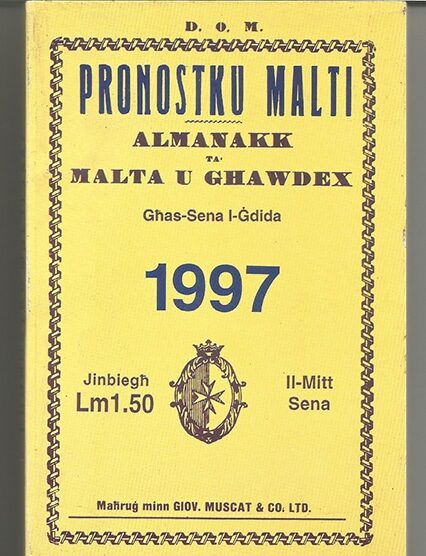 D. O. M.
PRONOSTKU MALTI
ALMANAKK
TA'
MALTA U GHAWDEX
Għas-Sena l-Ġdida
1997
Jinbiegħ
Lm1.50
Il-Mitt
Sena
Maħruġ minn GIOV. MUSCAT & CO. LTD.